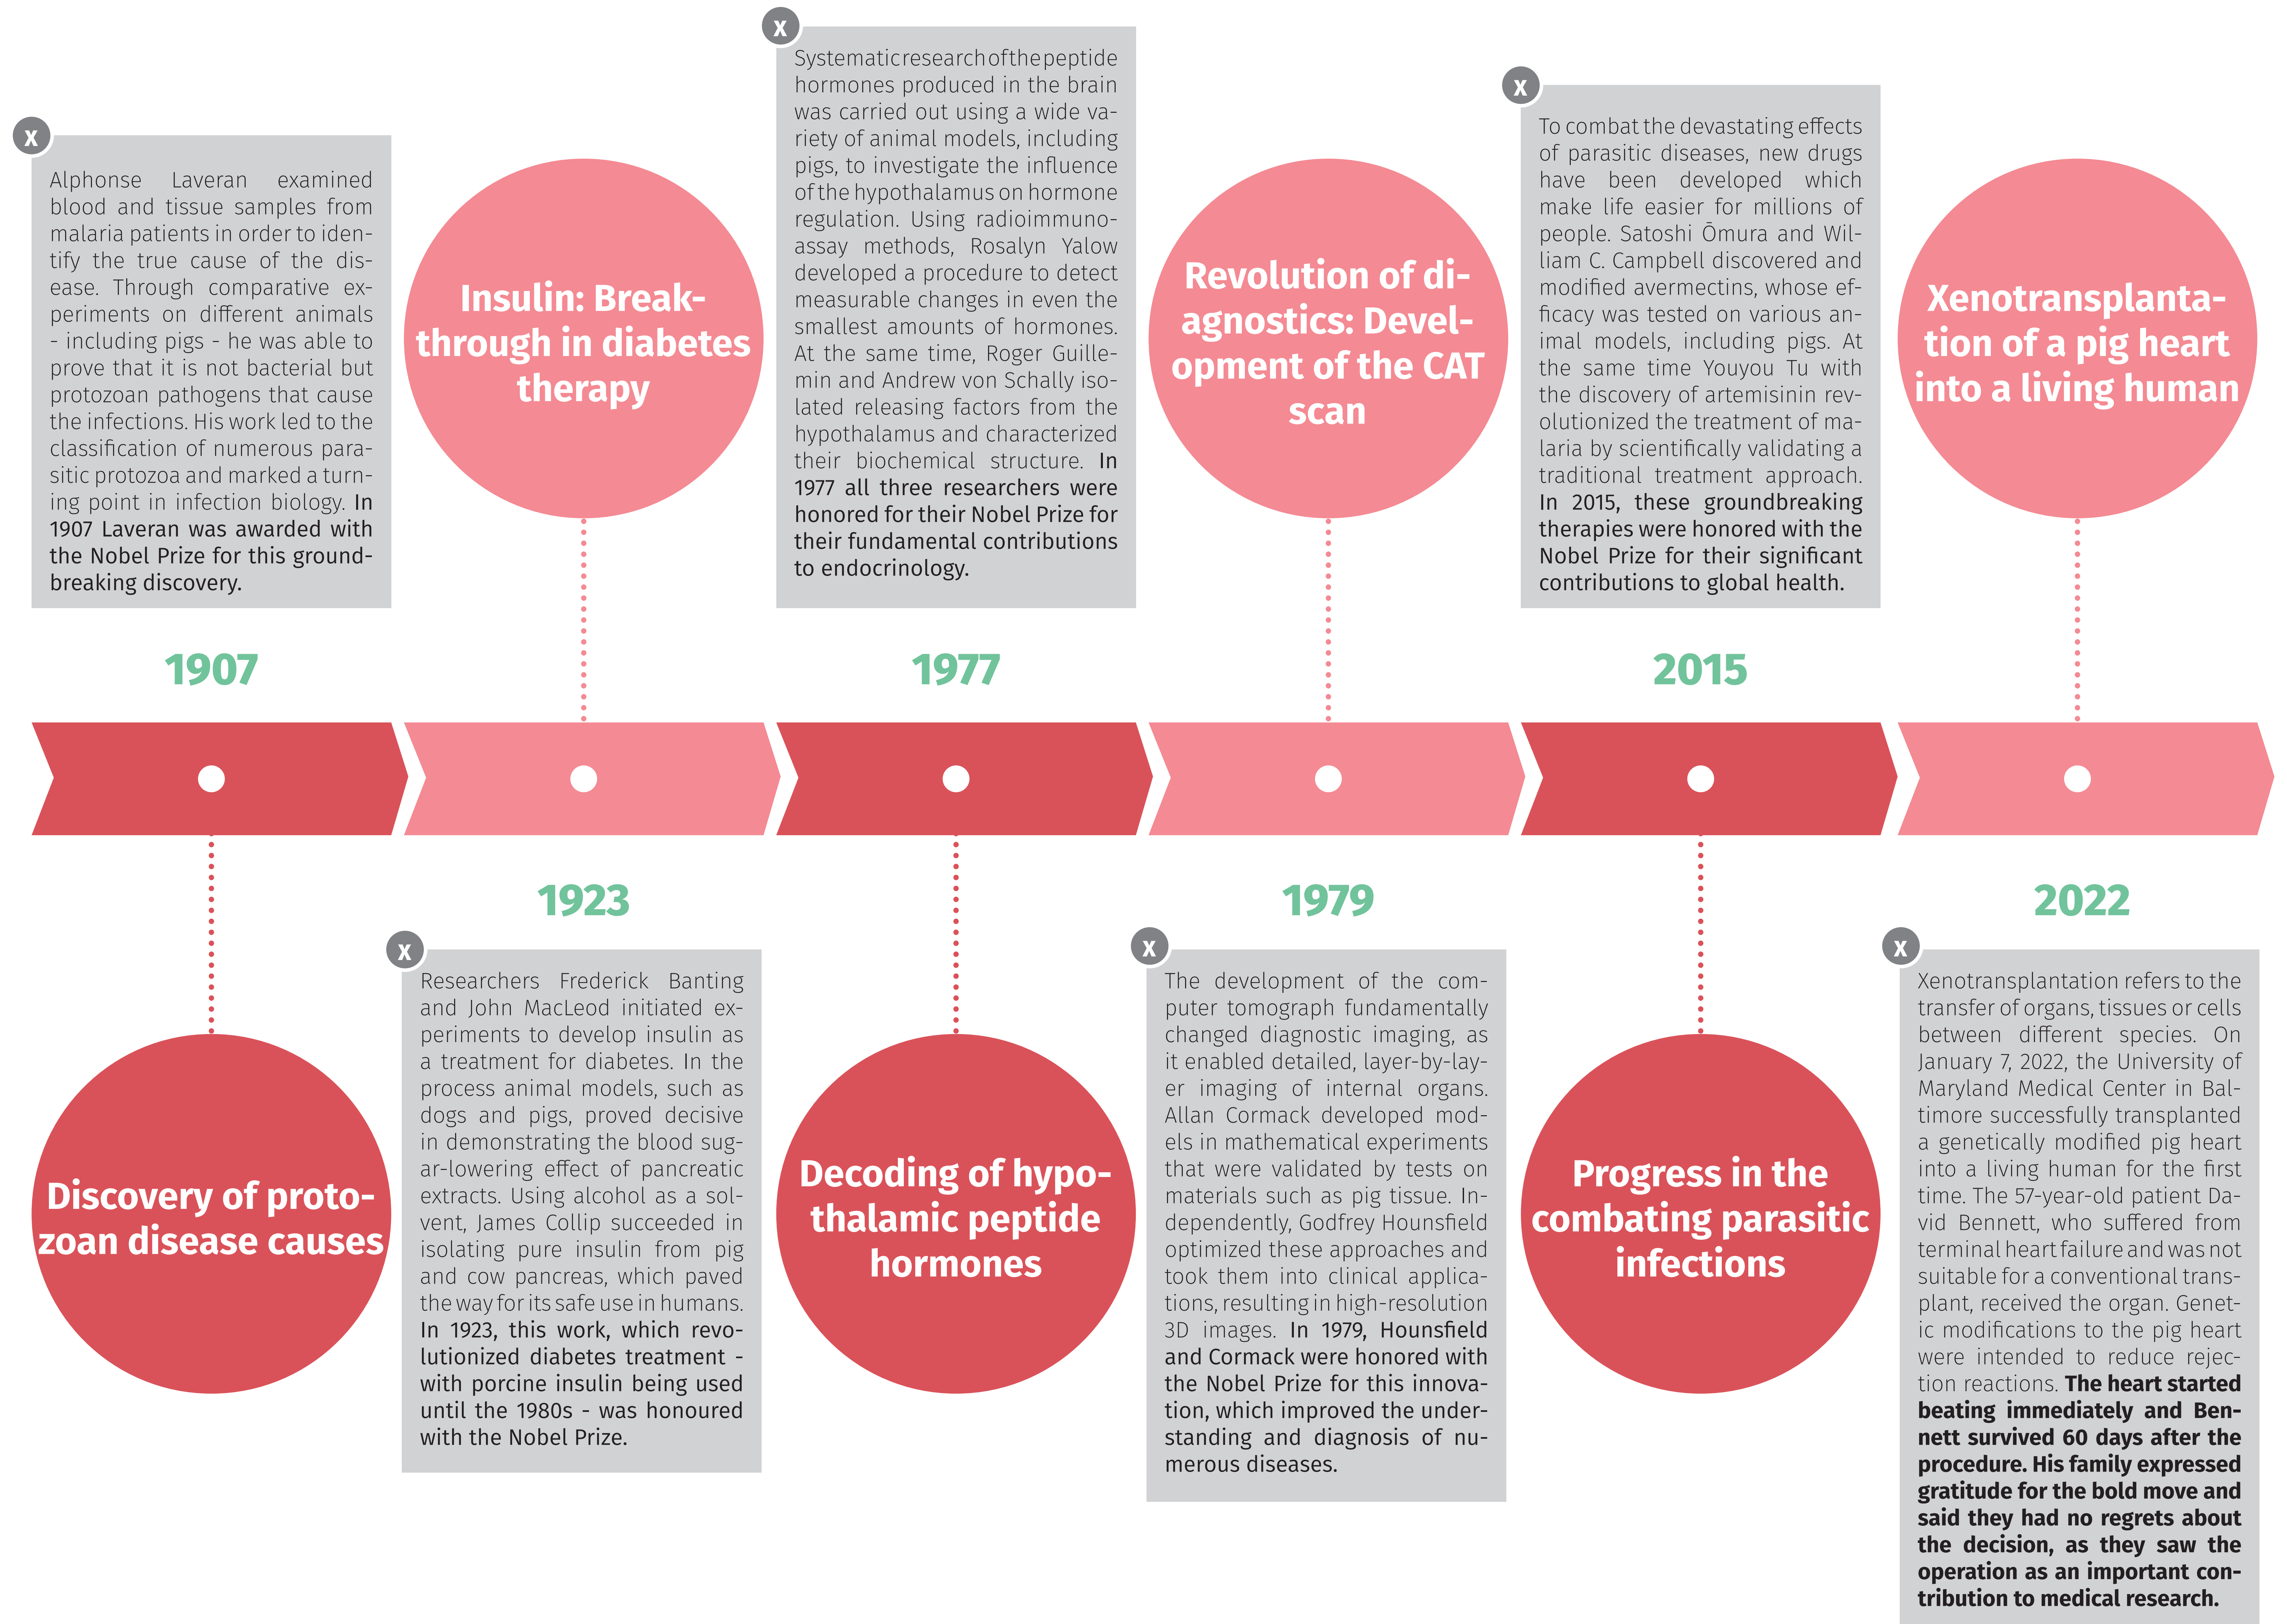 x
Alphonse Laveran examined
blood and tissue samples from
malaria patients in order to iden-
tify the true cause of the dis-
ease. Through comparative ex-
periments on different animals
- including pigs - he was able to
prove that it is not bacterial but
protozoan pathogens that cause
the infections. His work led to the
classification of numerous para-
sitic protozoa and marked a turn-
ing point in infection biology. In
1907 Laveran was awarded with
the Nobel Prize for this ground-
breaking discovery.
1907
Discovery of proto-
zoan disease causes
Insulin: Break-
through in diabetes
therapy
1923
x
Researchers Frederick Banting
and John MacLeod initiated ex-
periments to develop insulin as
a treatment for diabetes. In the
process animal models, such as
dogs and pigs, proved decisive
in demonstrating the blood sug-
ar-lowering effect of pancreatic
extracts. Using alcohol as a sol-
vent, James Collip succeeded in
isolating pure insulin from pig
and cow pancreas, which paved
the way for its safe use in humans.
In 1923, this work, which revo-
lutionized diabetes treatment -
with porcine insulin being used
until the 1980s - was honoured
with the Nobel Prize.
x
Systematic research of the peptide
hormones produced in the brain
was carried out using a wide va-
riety of animal models, including
pigs, to investigate the influence
of the hypothalamus on hormone
regulation. Using radioimmuno-
assay methods, Rosalyn Yalow
developed a procedure to detect
measurable changes in even the
smallest amounts of hormones.
At the same time, Roger Guille-
min and Andrew von Schally iso-
lated releasing factors from the
hypothalamus and characterized
their biochemical structure. In
1977 all three researchers were
honored for their Nobel Prize for
their fundamental contributions
to endocrinology.
1977
Decoding of hypo-
thalamic peptide
hormones
Revolution of di-
agnostics: Devel-
opment of the CAT
scan
1979
x
The development of the com-
puter tomograph fundamentally
changed diagnostic imaging, as
it enabled detailed, layer-by-lay-
er imaging of internal organs.
Allan Cormack developed mod-
els in mathematical experiments
that were validated by tests on
materials such as pig tissue. In-
dependently, Godfrey Hounsfield
optimized these approaches and
took them into clinical applica-
tions, resulting in high-resolution
3D images. In 1979, Hounsfield
and Cormack were honored with
the Nobel Prize for this innova-
tion, which improved the under-
standing and diagnosis of nu-
merous diseases.
x
To combat the devastating effects
of parasitic diseases, new drugs
have been developed which
make life easier for millions of
people. Satoshi Ōmura and Wil-
liam C. Campbell discovered and
modified avermectins, whose ef-
ficacy was tested on various an-
imal models, including pigs. At
the same time Youyou Tu with
the discovery of artemisinin rev-
olutionized the treatment of ma-
laria by scientifically validating a
traditional treatment approach.
In 2015, these groundbreaking
therapies were honored with the
Nobel Prize for their significant
contributions to global health.
2015
Progress in the
combating parasitic
infections
Xenotransplanta-
tion of a pig heart
into a living human
2022
x
Xenotransplantation refers to the
transfer of organs, tissues or cells
between different species. On
January 7, 2022, the University of
Maryland Medical Center in Bal-
timore successfully transplanted
a genetically modified pig heart
into a living human for the first
time. The 57-year-old patient Da-
vid Bennett, who suffered from
terminal heart failure and was not
suitable for a conventional trans-
plant, received the organ. Genet-
ic modifications to the pig heart
were intended to reduce rejec-
tion reactions. The heart started
beating immediately and Ben-
nett survived 60 days after the
procedure. His family expressed
gratitude for the bold move and
said they had no regrets about
the decision, as they saw the
operation as an important con-
tribution to medical research.